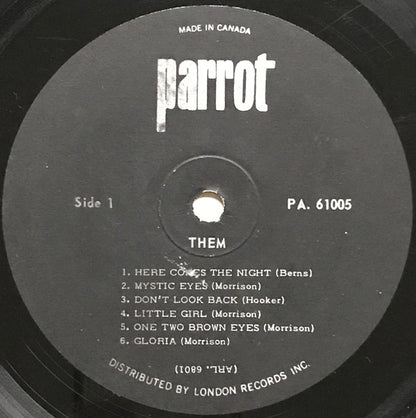 MADE IN CANADA
parrot
Side 1
PA. 61005
THEM
1. HERE COMES THE NIGHT (Berns)
2. MYSTIC EYES (Morrison)
3. DON'T LOOK BACK (Hooker)
4. LITTLE GIRL (Morrison)
5. ONE TWO BROWN EYES (Morrison)
6. GLORIA (Morrison)
(ARL. 6801)
DISTRIBUTED BY LONDON RECORDS INC.